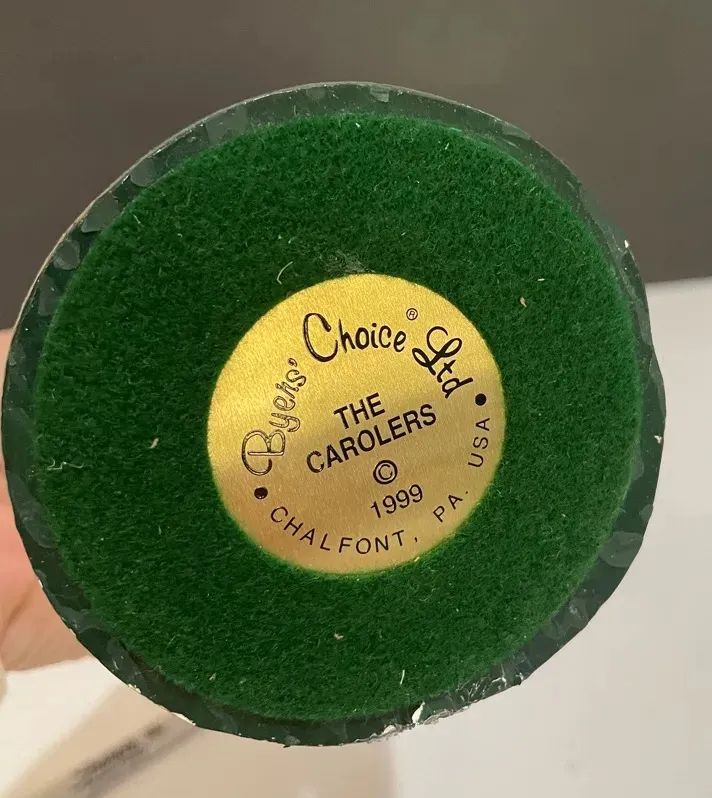 Byers' Choice® Ltd
THE
CAROLERS
©
1999
• CHALFONT, PA. USA •